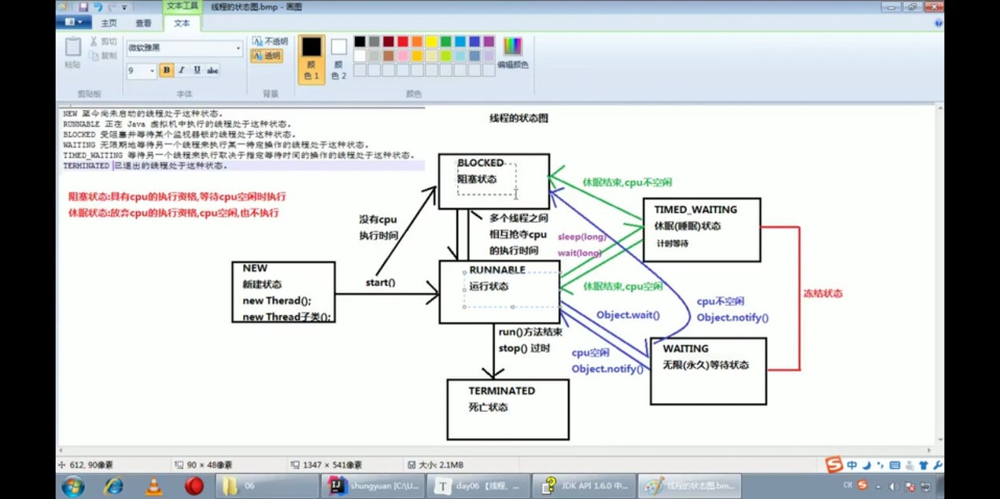 文本工具
线程的状态图.bmp - 画图
主页
查看
文本
粘贴
剪切
复制
剪贴板
微软雅黑
9
B
I
U
abc
字体
不透明
透明
背景
颜
色 1
颜
色 2
编辑颜色
颜色
NEW 至今尚未启动的线程处于这种状态。
RUNNABLE 正在 Java 虚拟机中执行的线程处于这种状态。
BLOCKED 受阻塞并等待某个监视器锁的线程处于这种状态。
WAITING 无限期地等待另一个线程来执行某一特定操作的线程处于这种状态。
TIMED_WAITING 等待另一个线程来执行取决于指定等待时间的操作的线程处于这种状态。
TERMINATED 已退出的线程处于这种状态。
线程的状态图
阻塞状态:具有cpu的执行资格,等待cpu空闲时执行
休眠状态:放弃cpu的执行资格,cpu空闲,也不执行
BLOCKED
阻塞状态
休眠结束,cpu不空闲
没有cpu
执行时间
多个线程之间
相互抢夺cpu
的执行时间
sleep(long)
wait(long)
TIMED_WAITING
休眠(睡眠)状态
计时等待
NEW
新建状态
new Therad();
new Thread子类();
start()
RUNNABLE
运行状态
休眠结束,cpu空闲
冻结状态
Object.wait()
cpu不空闲
Object.notify()
run()方法结束
stop() 过时
cpu空闲
Object.notify()
WAITING
无限(永久)等待状态
TERMINATED
死亡状态
612, 90像素
90 × 48像素
1347 × 541像素
大小: 2.1MB
中
06
shungyuan [C:\U...
day06 【线程、...
JDK API 1.6.0 中...
线程的状态图.bm...
CH